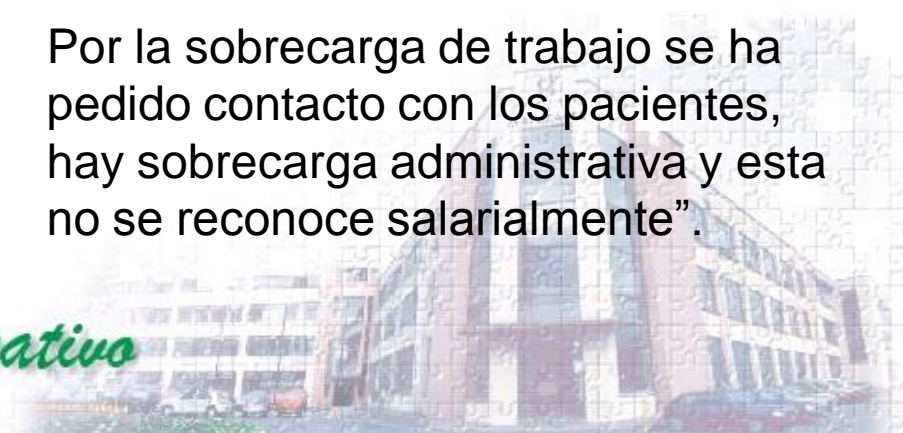 Por la sobrecarga de trabajo se ha
pedido contacto con los pacientes,
hay sobrecarga administrativa y esta
no se reconoce salarialmente”.
ativo